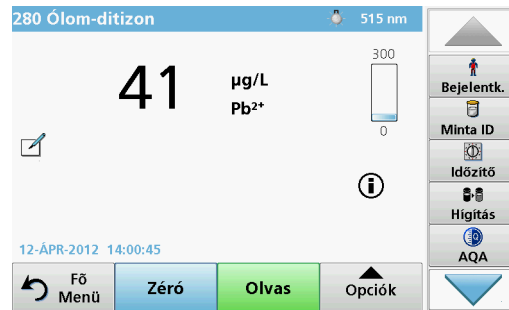 280 Ólom-ditizon
515 nm
300
41
µg/L
Pb²⁺
0
12-ÁPR-2012 14:00:45
Fő
Menü
Zéró
Olvas
Opciók
Bejelentk.
Minta ID
Időzítő
Hígítás
AQA